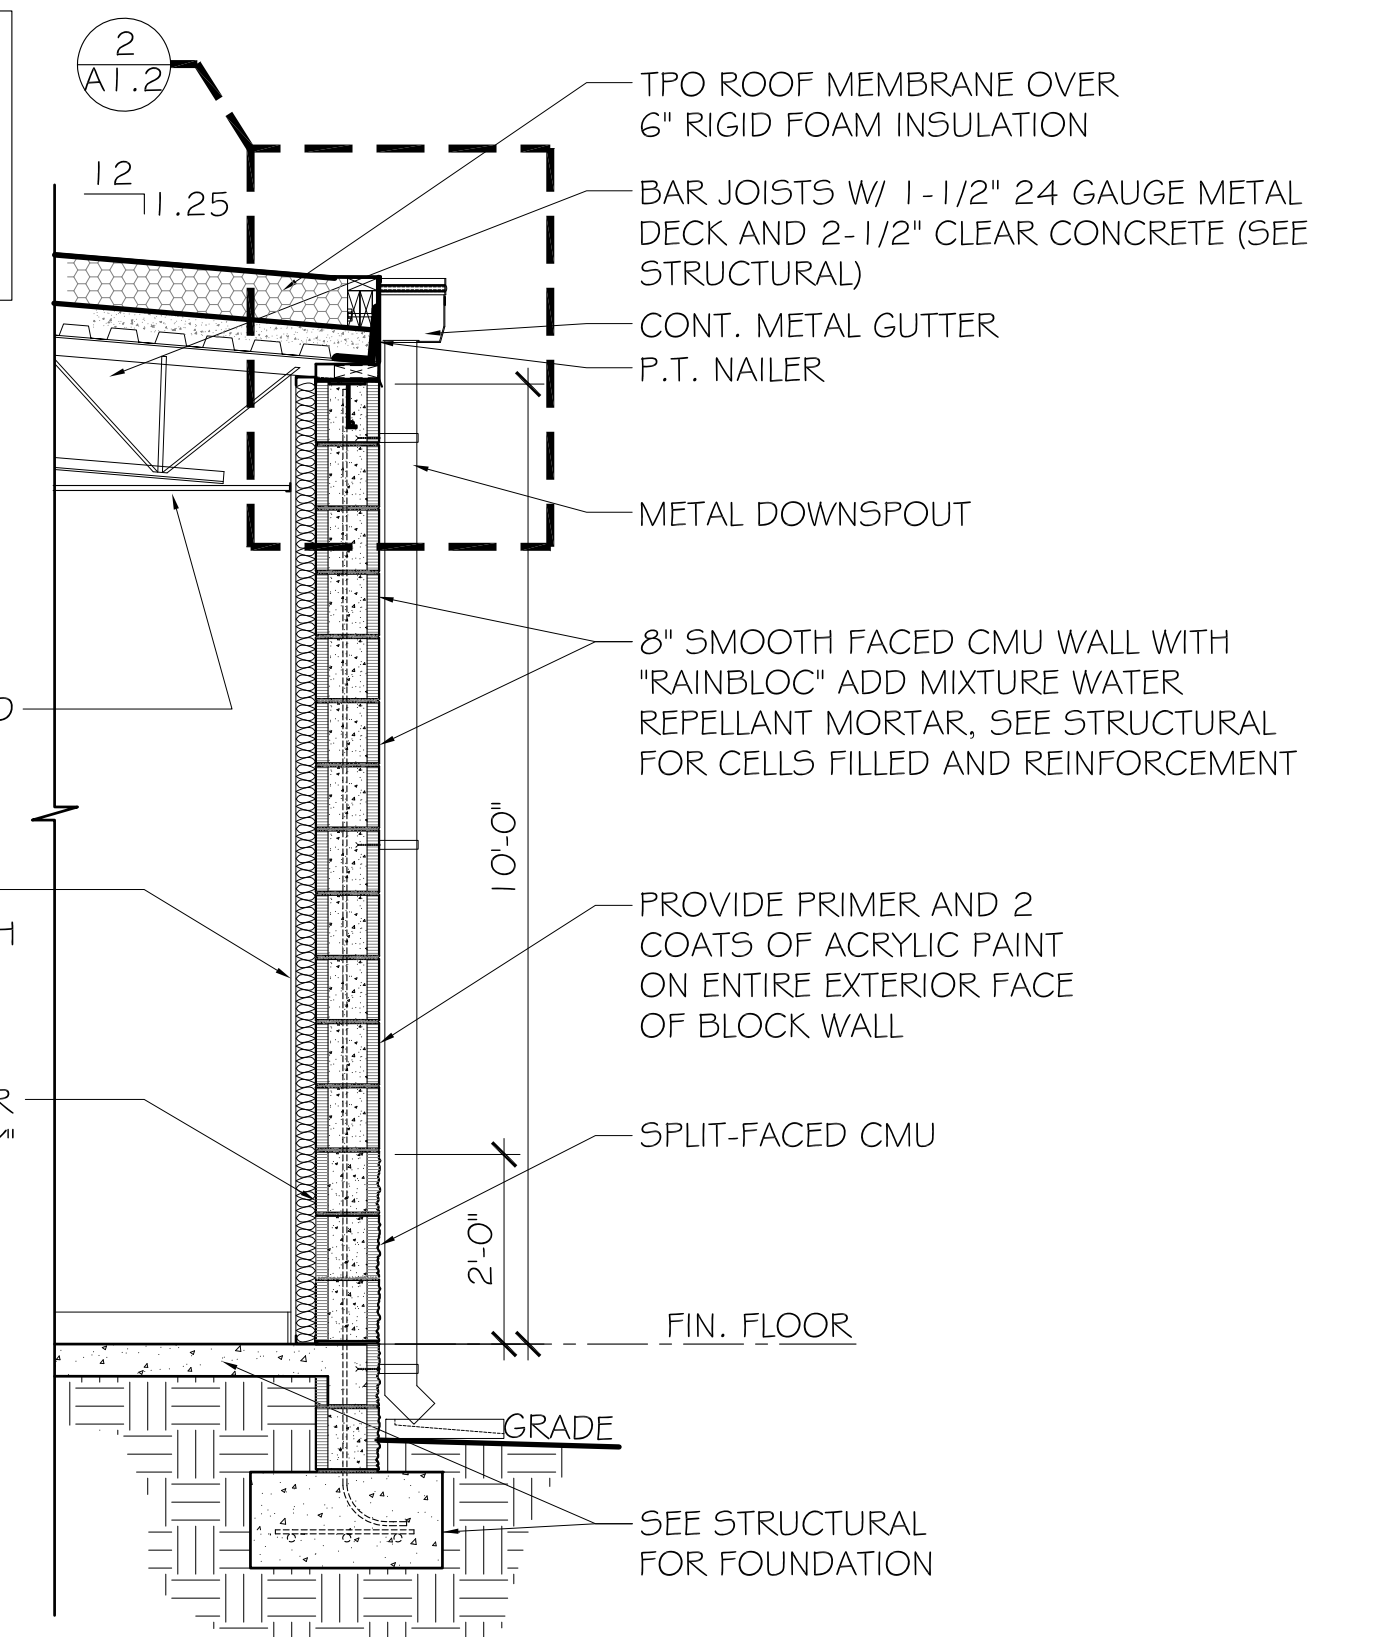 2
A1.2
12
1.25
TPO ROOF MEMBRANE OVER
6" RIGID FOAM INSULATION
BAR JOISTS W/ 1-1/2" 24 GAUGE METAL
DECK AND 2-1/2" CLEAR CONCRETE (SEE
STRUCTURAL)
CONT. METAL GUTTER
P.T. NAILER
METAL DOWNSPOUT
8" SMOOTH FACED CMU WALL WITH
"RAINBLOC" ADD MIXTURE WATER
REPELLANT MORTAR, SEE STRUCTURAL
FOR CELLS FILLED AND REINFORCEMENT
10'-0"
PROVIDE PRIMER AND 2
COATS OF ACRYLIC PAINT
ON ENTIRE EXTERIOR FACE
OF BLOCK WALL
SPLIT-FACED CMU
2'-0"
FIN. FLOOR
GRADE
SEE STRUCTURAL
FOR FOUNDATION